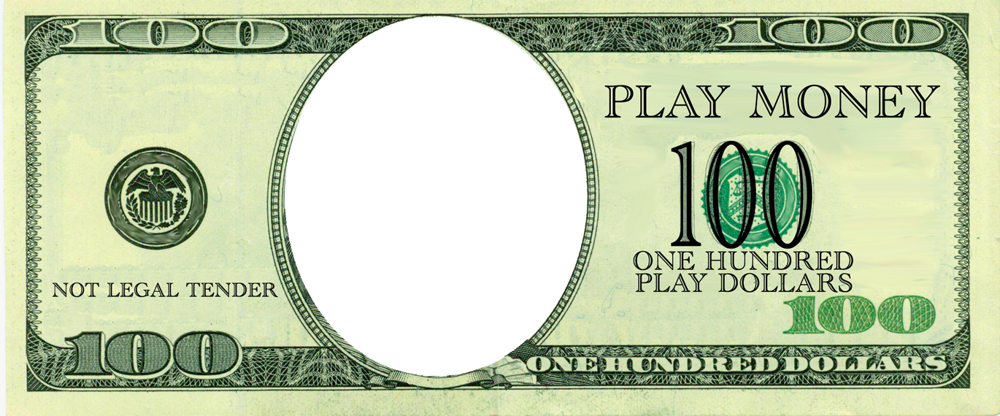 100 100
PLAY MONEY
100
ONE HUNDRED
PLAY DOLLARS
NOT LEGAL TENDER
100
100
ONE HUNDRED DOLLARS